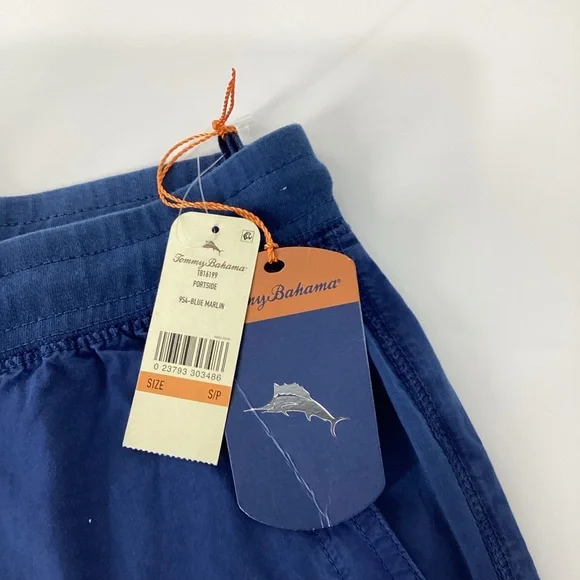 Tommy Bahama
TB16199
PORTSIDE
954-BLUE MARLIN
0 23793 303486
SIZE S/P
my Bahama